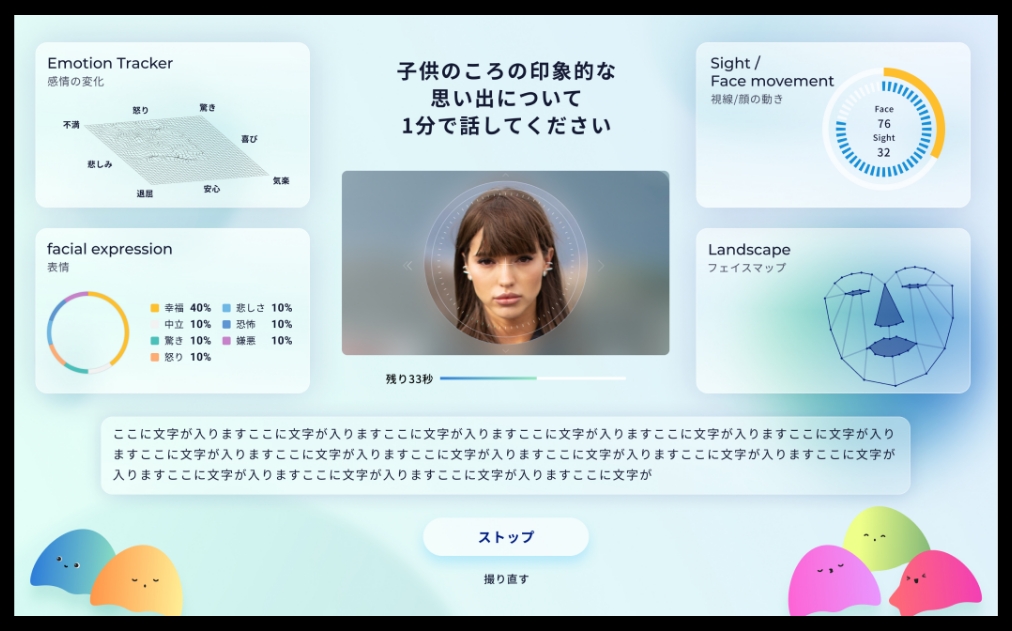 Emotion Tracker
感情の変化
怒り
驚き
不満
喜び
悲しみ
気楽
退屈
安心
子供のころの印象的な
思い出について
1分で話してください
Sight /
Face movement
視線/顔の動き
Face
76
Sight
32
facial expression
表情
幸福 40% 悲しさ 10%
中立 10% 恐怖 10%
驚き 10% 嫌悪 10%
怒り 10%
残り33秒
Landscape
フェイスマップ
ここに文字が入りますここに文字が入りますここに文字が入りますここに文字が入りますここに文字が入りますここに文字が入り
ますここに文字が入りますここに文字が入りますここに文字が入りますここに文字が入りますここに文字が入りますここに文字が
入りますここに文字が入りますここに文字が入りますここに文字が入りますここに文字が
ストップ
撮り直す